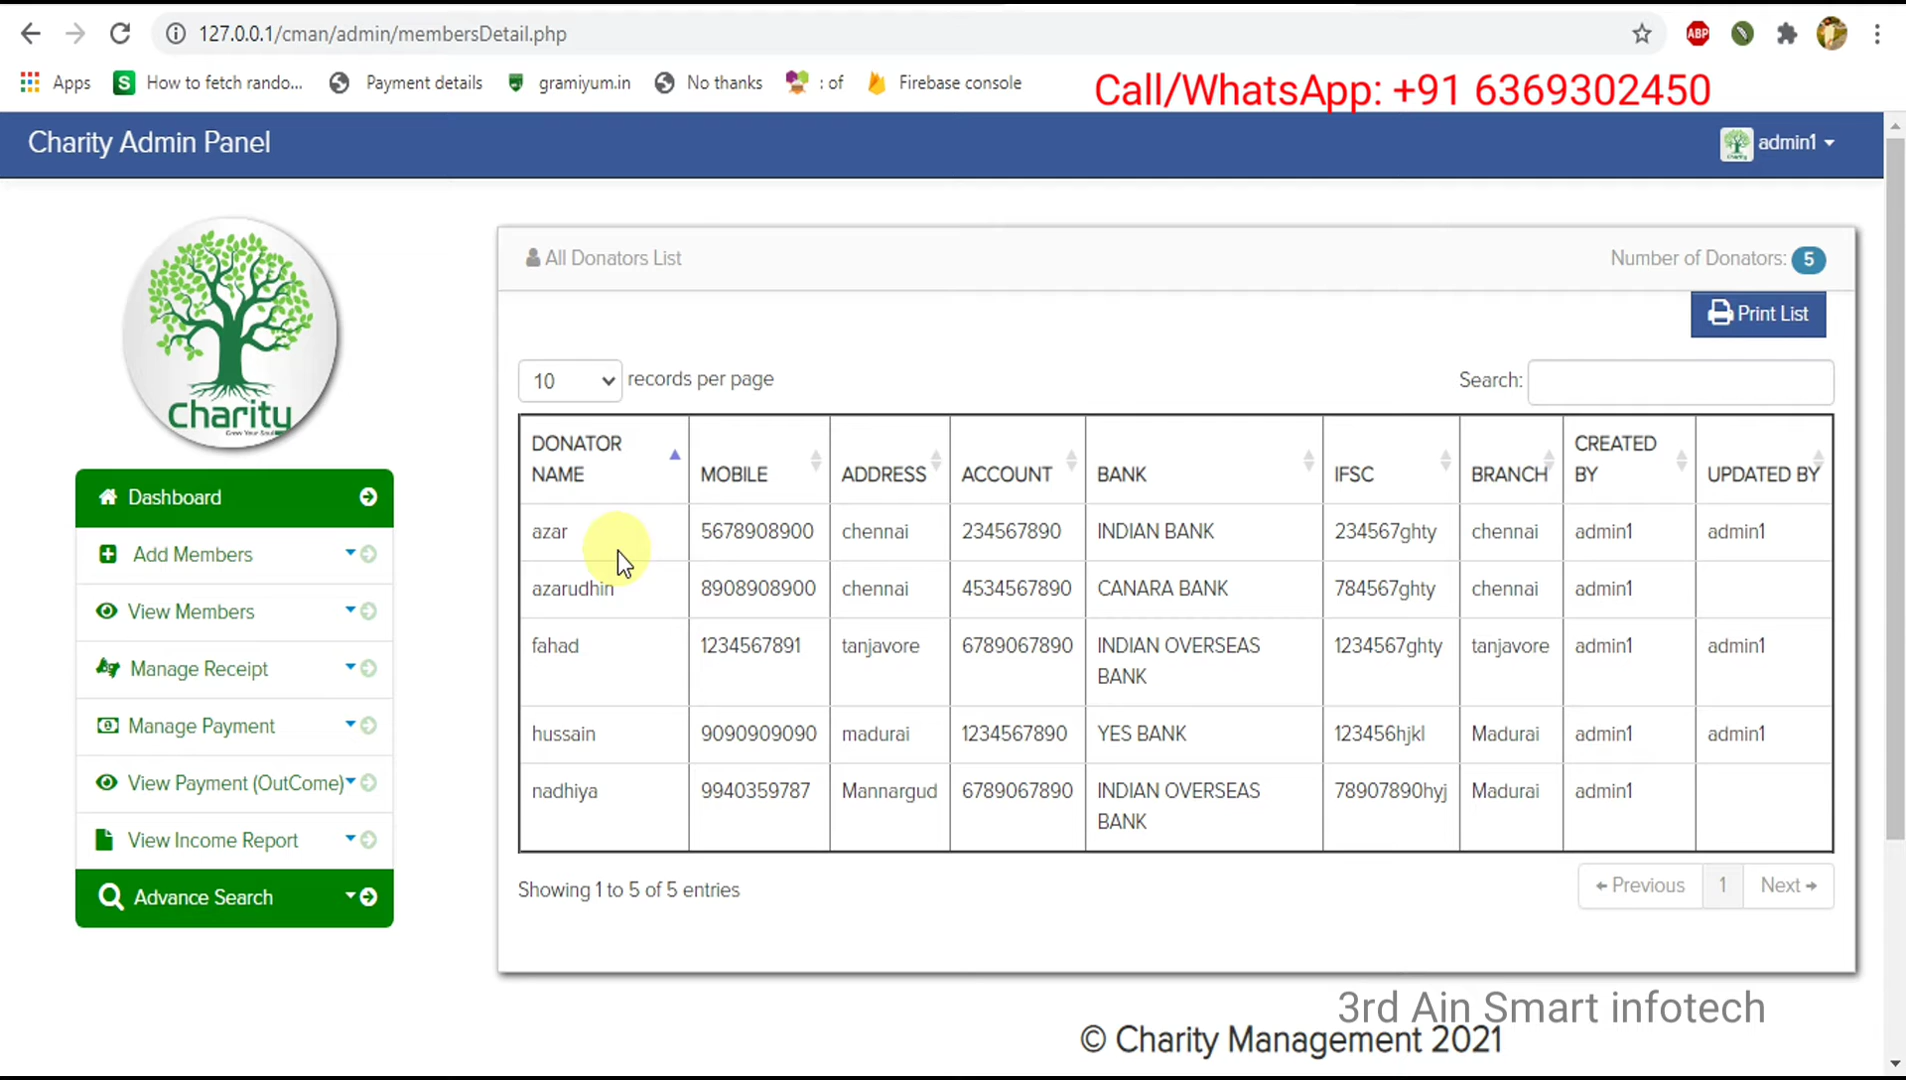 127.0.0.1/cman/admin/membersDetail.php
ABP
Apps
S
How to fetch rando...
Payment details
gramiyum.in
No thanks
: of
Firebase console
Call/WhatsApp: +91 6369302450
Charity Admin Panel
admin1
Charity
All Donators List
Number of Donators: 5
Print List
10 records per page
Search:
Dashboard
Add Members
View Members
Manage Receipt
Manage Payment
View Payment (OutCome)
View Income Report
Advance Search
DONATOR NAME MOBILE ADDRESS ACCOUNT BANK IFSC BRANCH CREATED BY UPDATED BY
azar 5678908900 chennai 234567890 INDIAN BANK 234567ghty chennai admin1 admin1
azarudhin 8908908900 chennai 4534567890 CANARA BANK 784567ghty chennai admin1
fahad 1234567891 tanjavore 6789067890 INDIAN OVERSEAS BANK 1234567ghty tanjavore admin1 admin1
hussain 9090909090 madurai 1234567890 YES BANK 123456hjkl Madurai admin1 admin1
nadhiya 9940359787 Mannargud 6789067890 INDIAN OVERSEAS BANK 78907890hyj Madurai admin1
Showing 1 to 5 of 5 entries
Previous 1 Next
3rd Ain Smart infotech
© Charity Management 2021